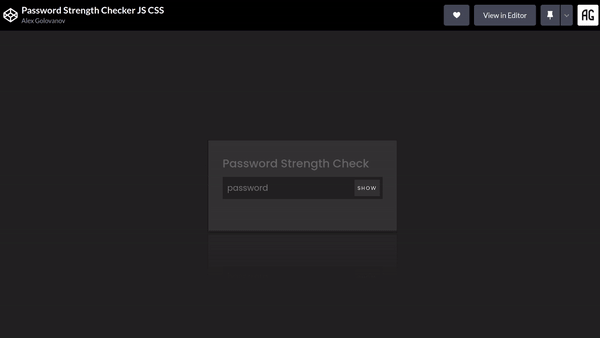 Password Strength Checker JS CSS
Alex Golovanov
View in Editor
AG
Password Strength Check
password
SHOW